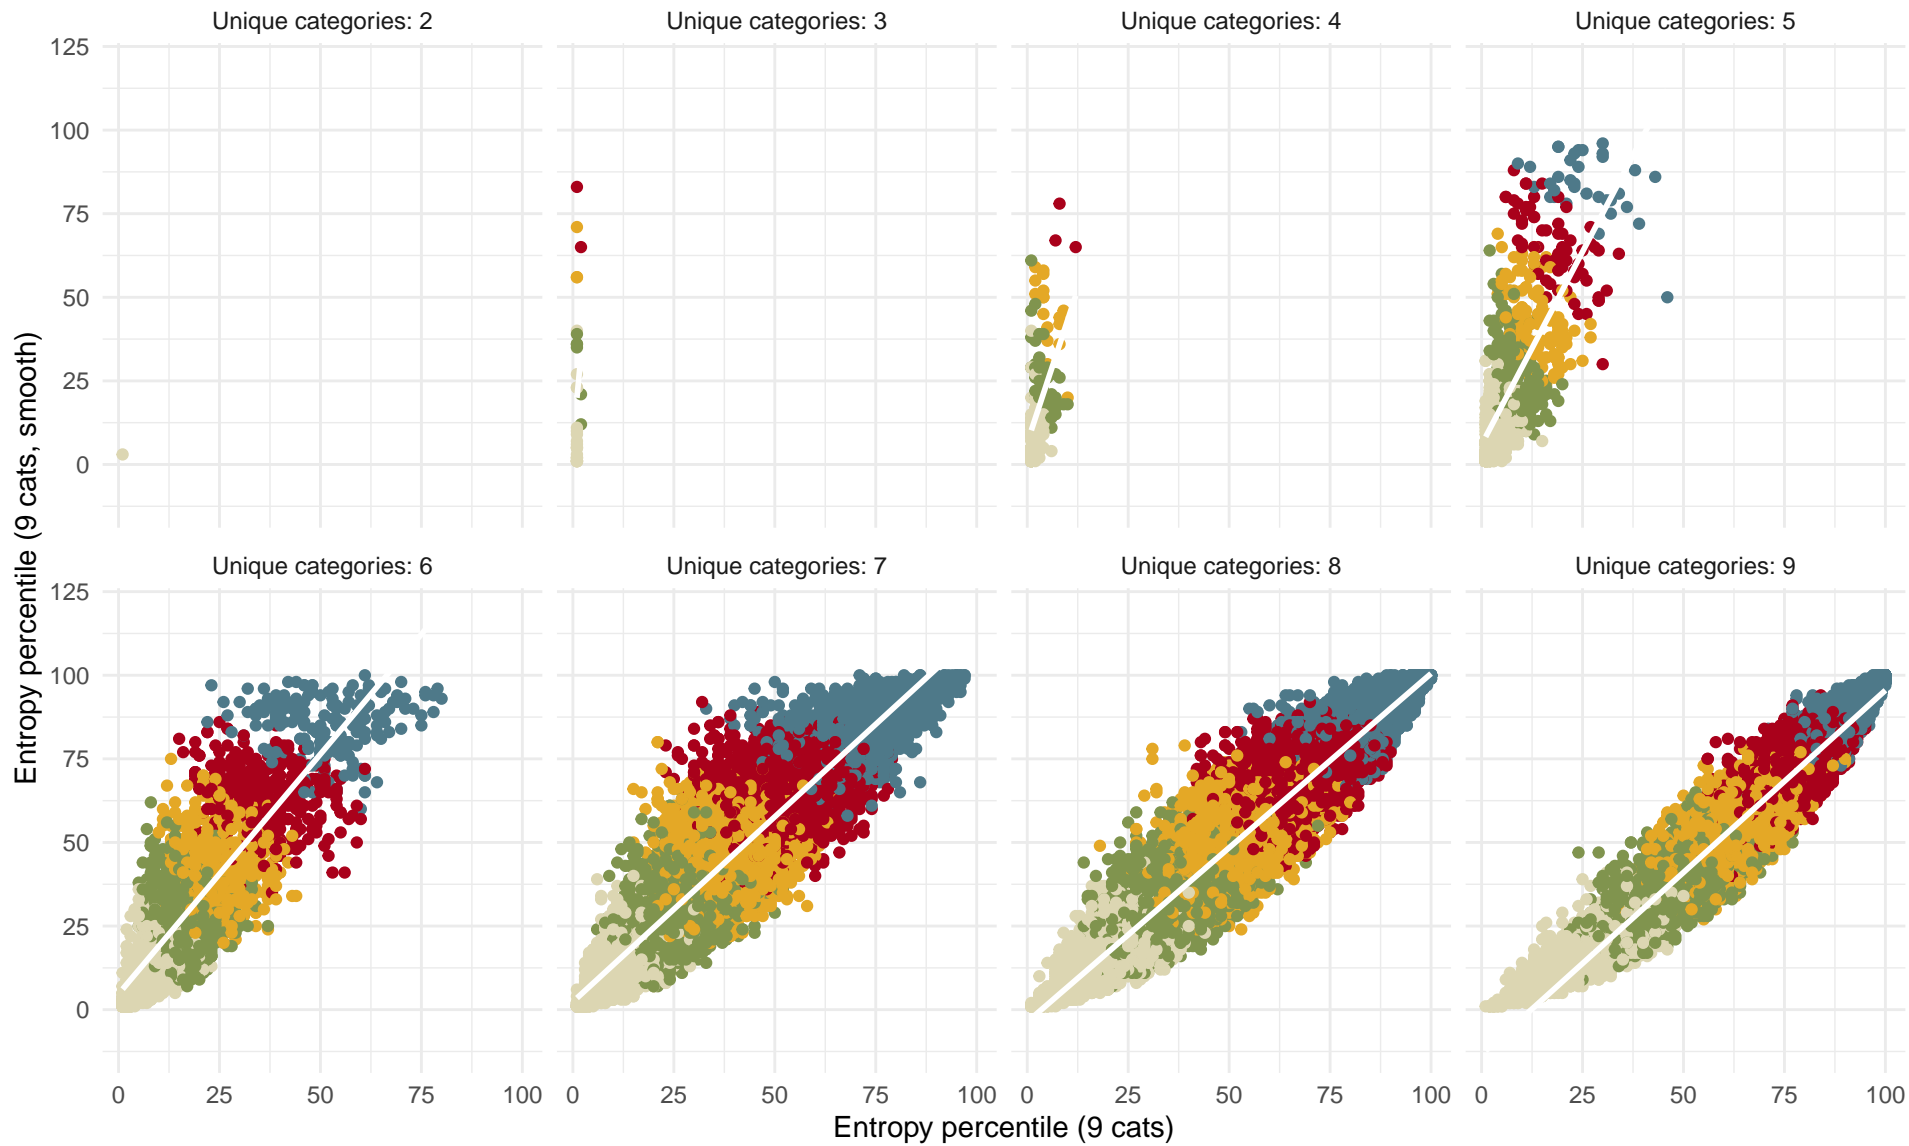 Unique categories: 2
Unique categories: 3
Unique categories: 4
Unique categories: 5
125
100
75
50
25
0
Entropy percentile (9 cats, smooth)
Unique categories: 6
Unique categories: 7
Unique categories: 8
Unique categories: 9
125
100
75
50
25
0
0 25 50 75 100 0 25 50 75 100 0 25 50 75 100 0 25 50 75 100
Entropy percentile (9 cats)